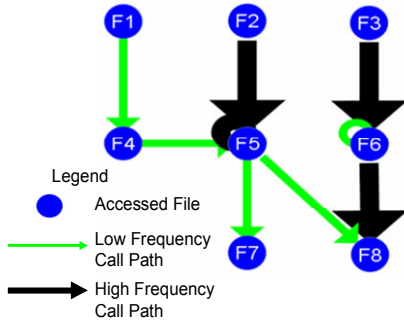 F1 F2 F3
F4 F5 F6
Legend
Accessed File
F7 F8
Low Frequency
Call Path
High Frequency
Call Path